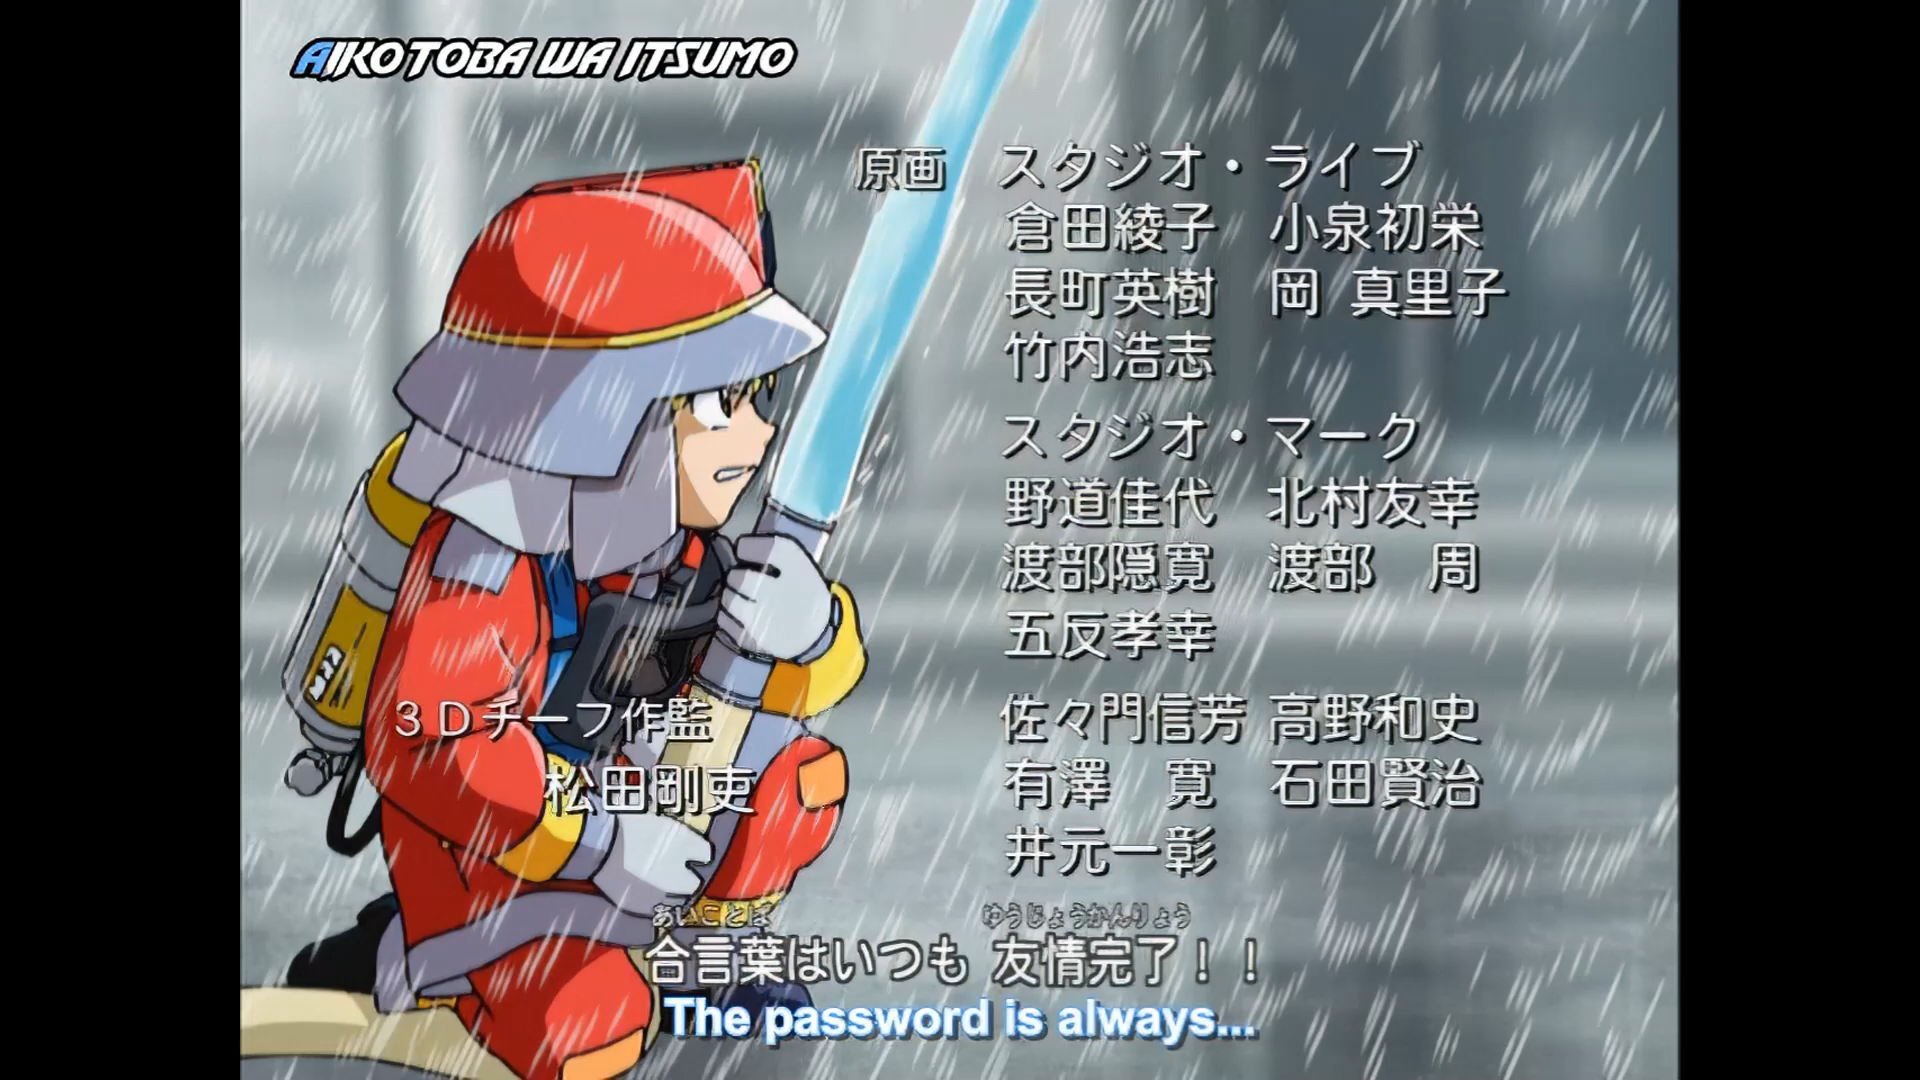 AIKOTOBA WA ITSUMO
原画 スタジオ・ライブ
倉田綾子 小泉初栄
長町英樹 岡 真里子
竹内浩志
スタジオ・マーク
野道佳代 北村友幸
渡部隠寛 渡部 周
五反孝幸
3Dチーフ作監
松田剛吏
佐々門信芳 高野和史
有澤 寛 石田賢治
井元一彰
あいことば ゆうじょうかんりょう
合言葉はいつも 友情完了！！
The password is always...